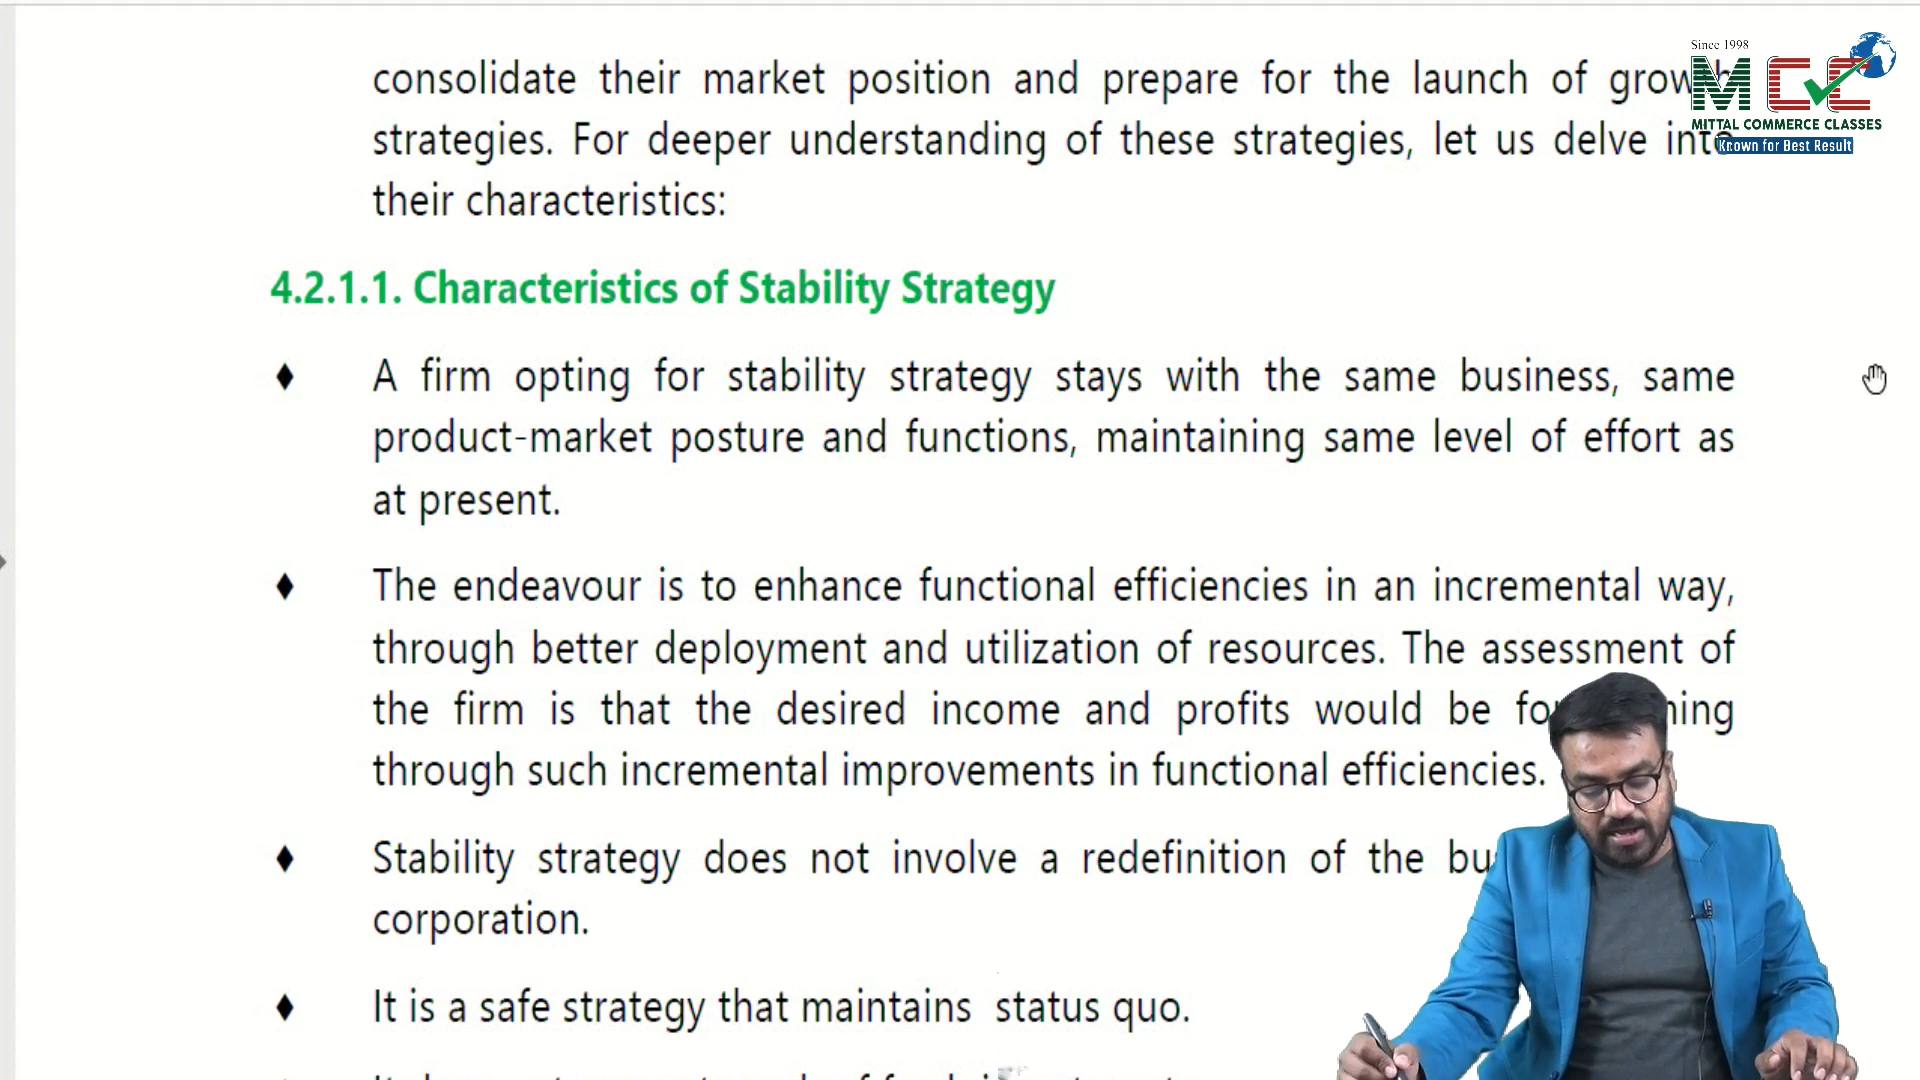 Since 1998
MCC
MITTAL COMMERCE CLASSES
Known for Best Result
consolidate their market position and prepare for the launch of growth
strategies. For deeper understanding of these strategies, let us delve into
their characteristics:
4.2.1.1. Characteristics of Stability Strategy
♦ A firm opting for stability strategy stays with the same business, same
product-market posture and functions, maintaining same level of effort as
at present.
♦ The endeavour is to enhance functional efficiencies in an incremental way,
through better deployment and utilization of resources. The assessment of
the firm is that the desired income and profits would be
through such incremental improvements in functional efficiencies.
♦ Stability strategy does not involve a redefinition of the
corporation.
♦ It is a safe strategy that maintains status quo.